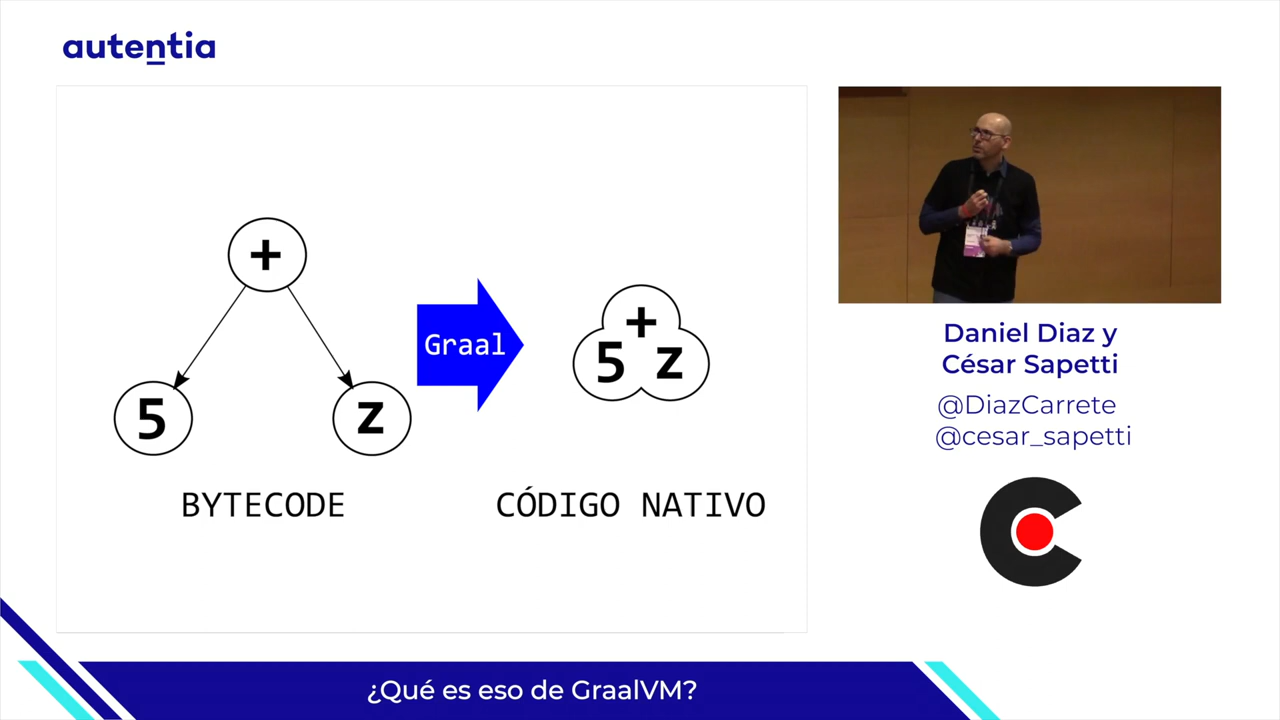 autentia
+
5
z
Graal
+
5 z
BYTECODE
CÓDIGO NATIVO
Daniel Diaz y
César Sapetti
@DiazCarrete
@cesar_sapetti
¿Qué es eso de GraalVM?